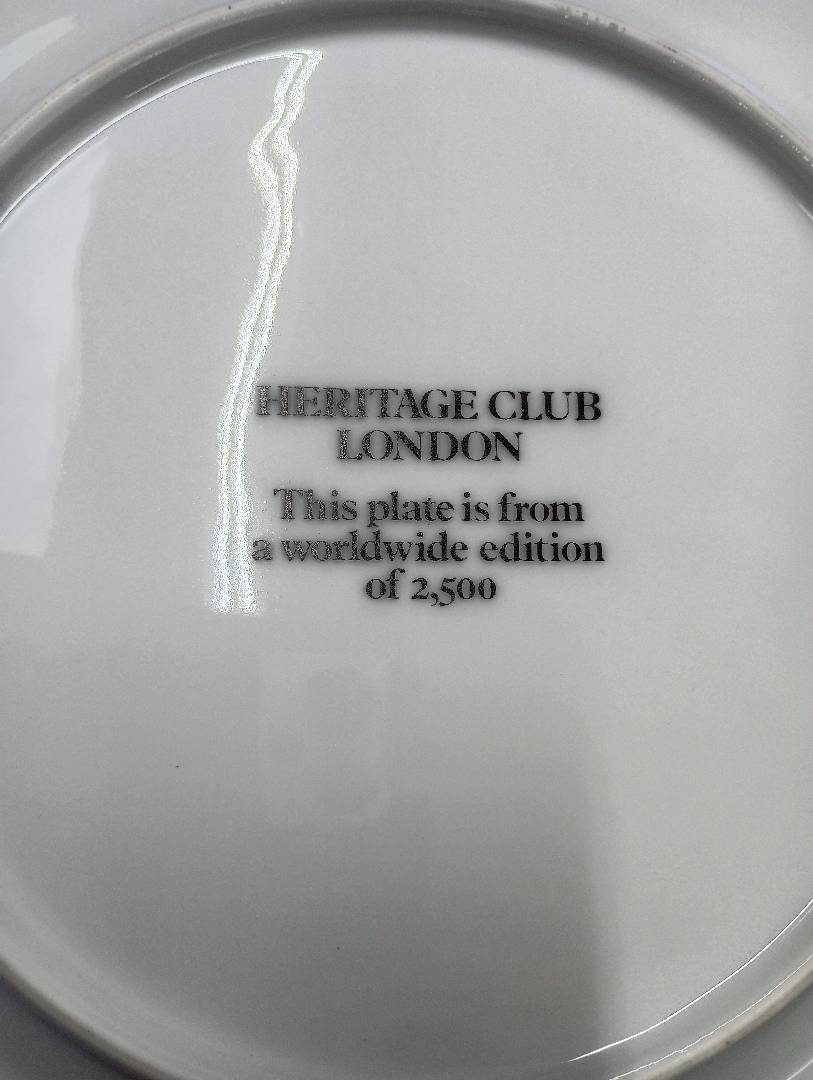 HERITAGE CLUB
LONDON
This plate is from
a worldwide edition
of 2,500